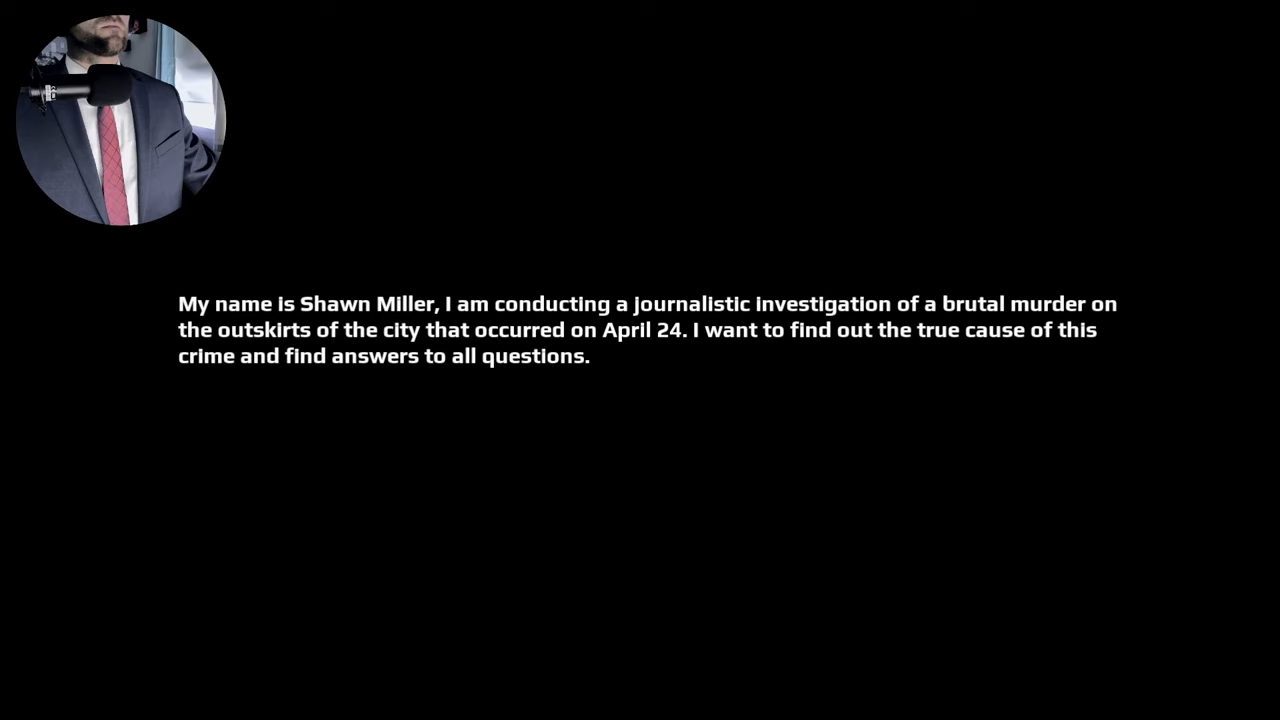 My name is Shawn Miller, I am conducting a journalistic investigation of a brutal murder on
the outskirts of the city that occurred on April 24. I want to find out the true cause of this
crime and find answers to all questions.